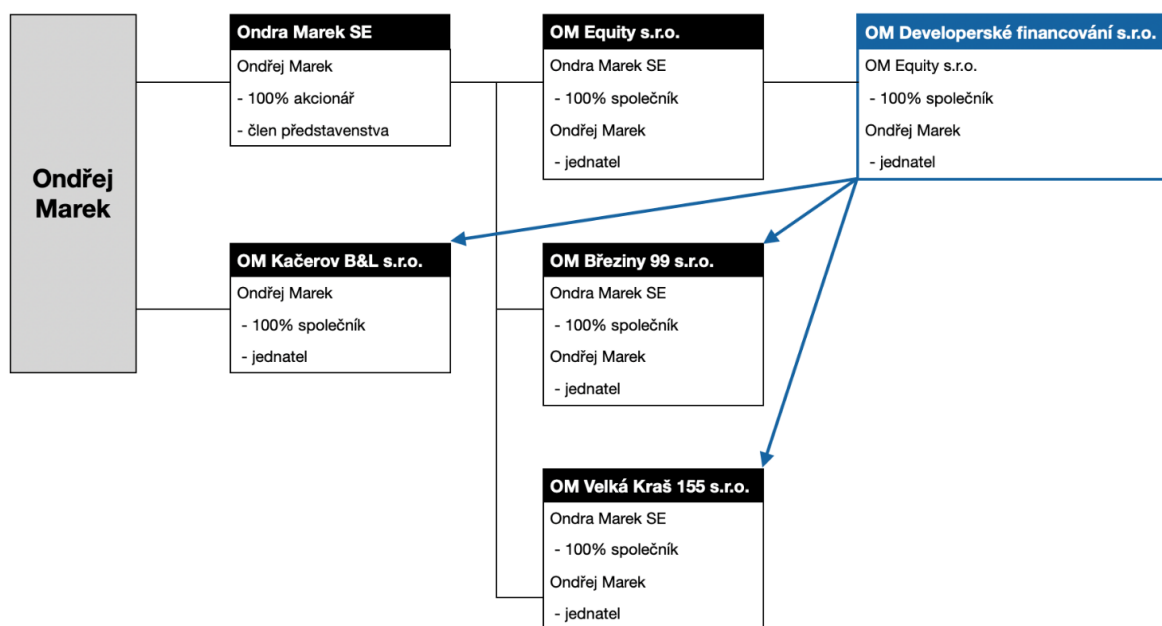 Ondřej
Marek
Ondra Marek SE
Ondřej Marek
- 100% akcionář
- člen představenstva
OM Equity s.r.o.
Ondra Marek SE
- 100% společník
Ondřej Marek
- jednatel
OM Developerské financování s.r.o.
OM Equity s.r.o.
- 100% společník
Ondřej Marek
- jednatel
OM Kačerov B&L s.r.o.
Ondřej Marek
- 100% společník
- jednatel
OM Březiny 99 s.r.o.
Ondra Marek SE
- 100% společník
Ondřej Marek
- jednatel
OM Velká Kraš 155 s.r.o.
Ondra Marek SE
- 100% společník
Ondřej Marek
- jednatel